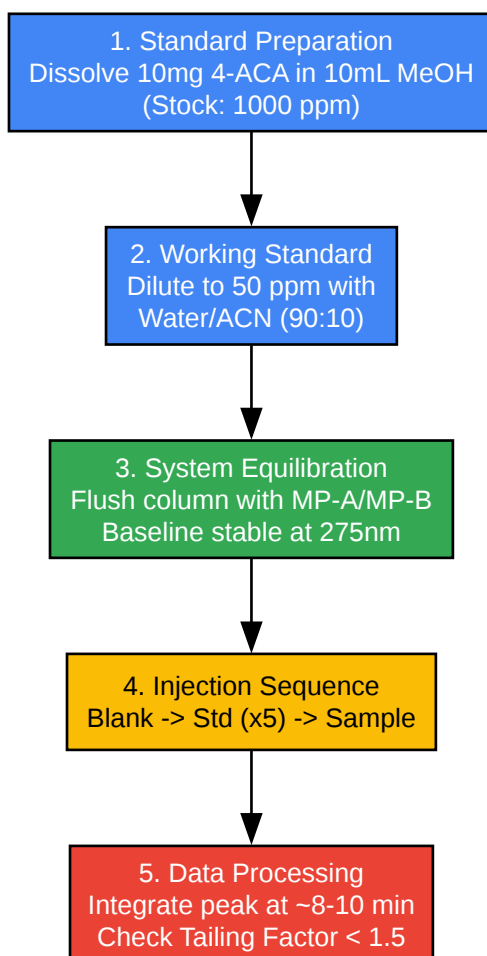 1. Standard Preparation
Dissolve 10mg 4-ACA in 10mL MeOH
(Stock: 1000 ppm)
2. Working Standard
Dilute to 50 ppm with
Water/ACN (90:10)
3. System Equilibration
Flush column with MP-A/MP-B
Baseline stable at 275nm
4. Injection Sequence
Blank -> Std (x5) -> Sample
5. Data Processing
Integrate peak at ~8-10 min
Check Tailing Factor < 1.5